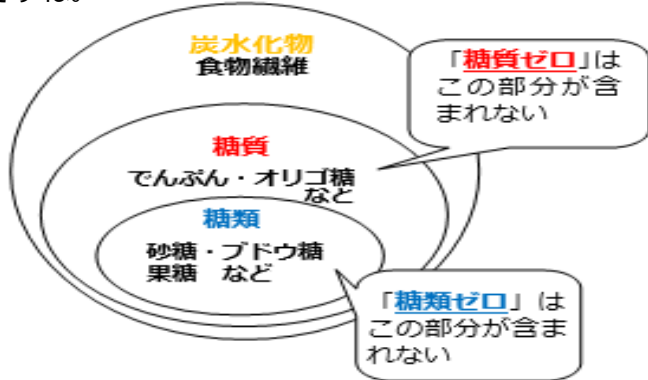 炭水化物
食物繊維
「糖質ゼロ」は
この部分が含
まれない
糖質
でんぷん・オリゴ糖
など
糖類
砂糖・ブドウ糖
果糖　など
「糖類ゼロ」は
この部分が含ま
れない